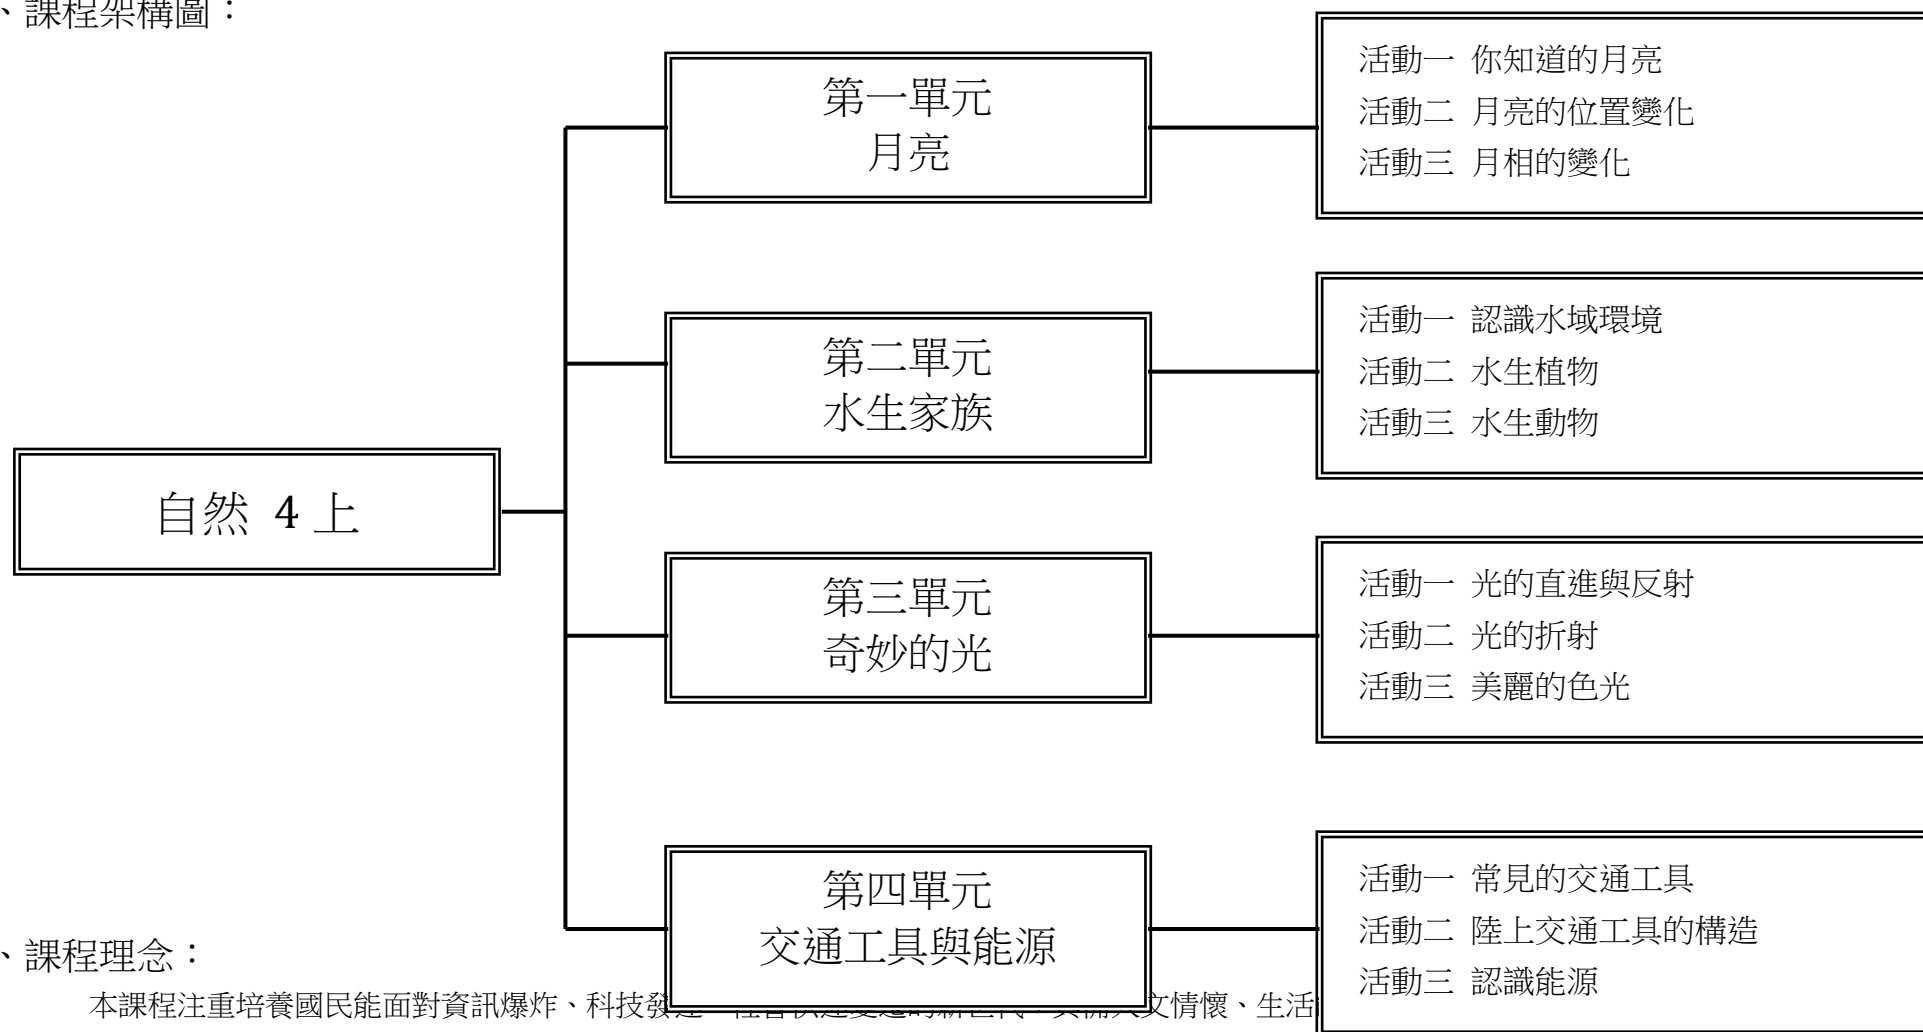 、課程架構圖：
自然 4 上
第一單元
月亮
活動一 你知道的月亮
活動二 月亮的位置變化
活動三 月相的變化
第二單元
水生家族
活動一 認識水域環境
活動二 水生植物
活動三 水生動物
第三單元
奇妙的光
活動一 光的直進與反射
活動二 光的折射
活動三 美麗的色光
第四單元
交通工具與能源
活動一 常見的交通工具
活動二 陸上交通工具的構造
活動三 認識能源
、課程理念：
本課程注重培養國民能面對資訊爆炸、科技發 文情懷、生活